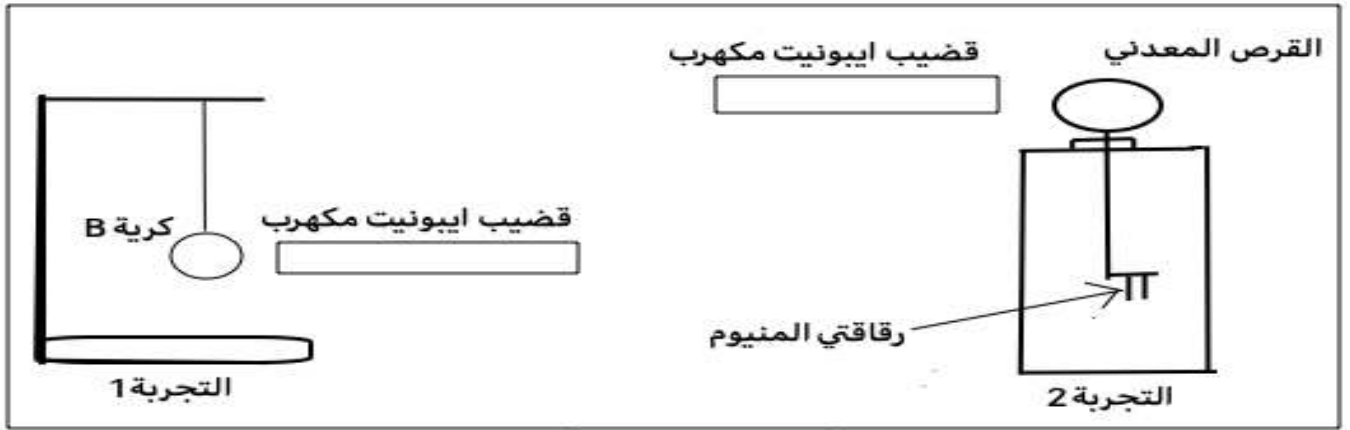 القرص المعدني
قضيب ايبونيت مكهرب
كرية B
قضيب ايبونيت مكهرب
رقاقتي المنيوم
التجربة 1
التجربة 2